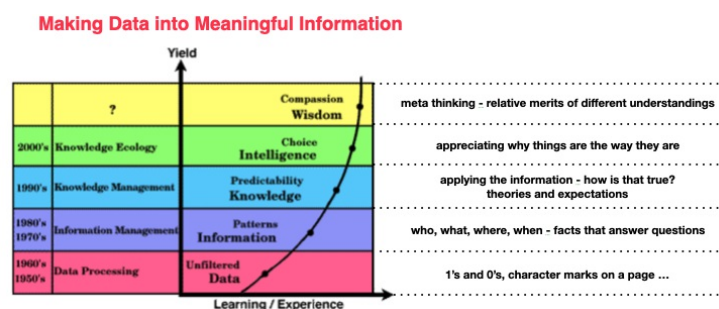 Making Data into Meaningful Information
Yield
?
Compassion
Wisdom
meta thinking - relative merits of different understandings
2000's Knowledge Ecology
Choice
Intelligence
appreciating why things are the way they are
1990's Knowledge Management
Predictability
Knowledge
applying the information - how is that true?
theories and expectations
1980's
1970's
Information Management
Patterns
Information
who, what, where, when - facts that answer questions
1960's
1950's
Data Processing
Unfiltered
Data
1's and 0's, character marks on a page ...
Learning / Experience